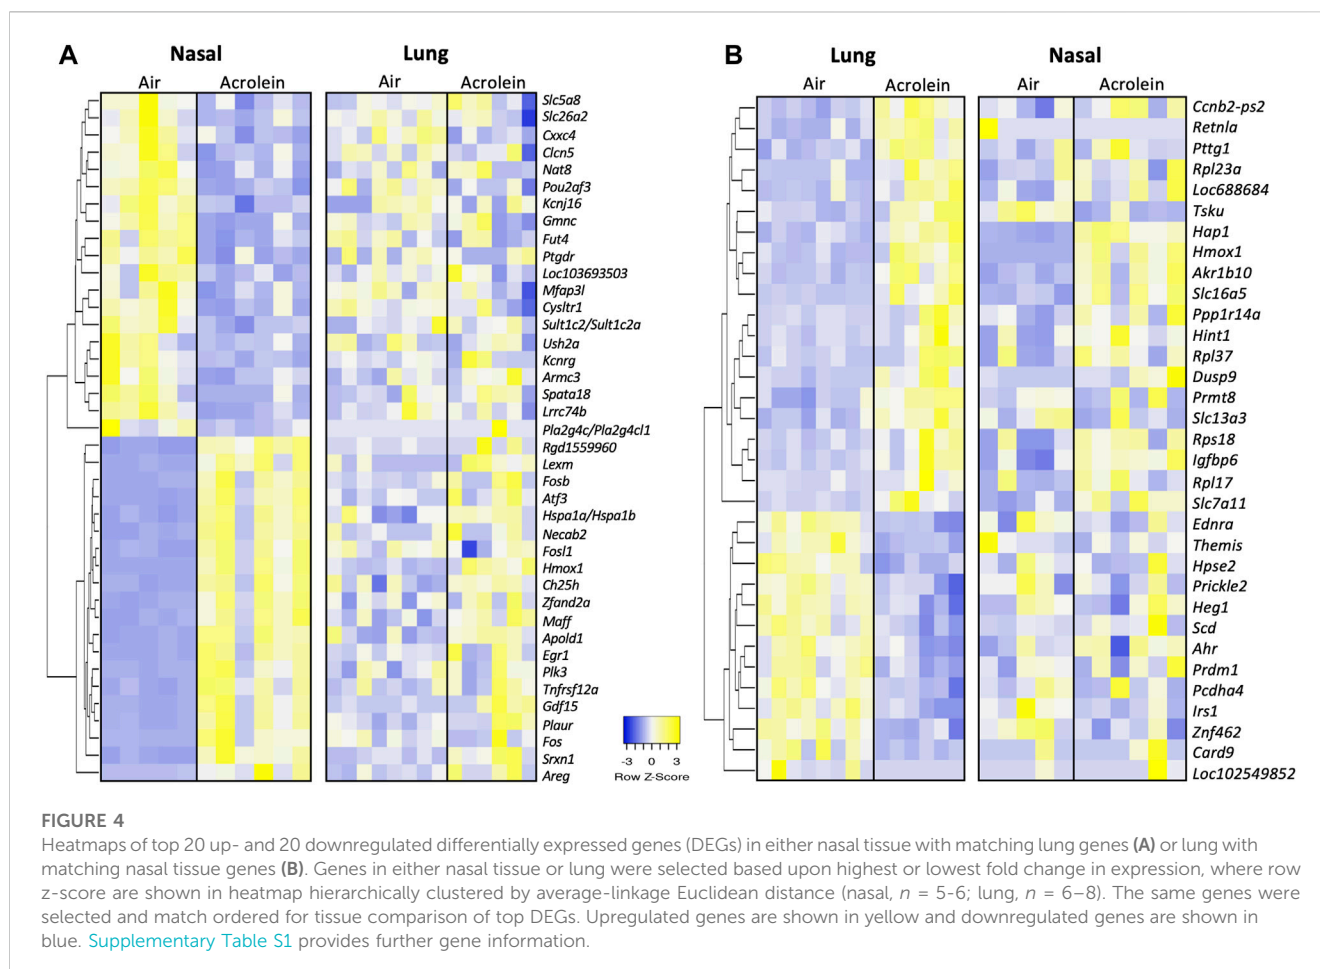 A
Nasal
Lung
Air
Acrolein
Air
Acrolein
Slc5a8
Slc26a2
Cxxc4
Clcn5
Nat8
Pou2af3
Kcnj16
Gmnc
Fut4
Ptgdr
Loc103693503
Mfap3l
Cysltr1
Sult1c2/Sult1c2a
Ush2a
Kcnrg
Armc3
Spata18
Lrrc74b
Pla2g4c/Pla2g4cl1
Rgd1559960
Lexm
Fosb
Atf3
Hspa1a/Hspa1b
Necab2
Fosl1
Hmox1
Ch25h
Zfand2a
Maff
Apold1
Egr1
Plk3
Tnfrsf12a
Gdf15
Plaur
Fos
Srxn1
Areg
-3 0 3
Row Z-Score
B
Lung
Nasal
Air
Acrolein
Air
Acrolein
Ccnb2-ps2
Retnla
Pttg1
Rpl23a
Loc688684
Tsku
Hap1
Hmox1
Akr1b10
Slc16a5
Ppp1r14a
Hint1
Rpl37
Dusp9
Prmt8
Slc13a3
Rps18
Igfbp6
Rpl17
Slc7a11
Ednra
Themis
Hpse2
Prickle2
Heg1
Scd
Ahr
Prdm1
Pcdha4
Irs1
Znf462
Card9
Loc102549852
FIGURE 4
Heatmaps of top 20 up- and 20 downregulated differentially expressed genes (DEGs) in either nasal tissue with matching lung genes (A) or lung with
matching nasal tissue genes (B). Genes in either nasal tissue or lung were selected based upon highest or lowest fold change in expression, where row
z-score are shown in heatmap hierarchically clustered by average-linkage Euclidean distance (nasal, n = 5-6; lung, n = 6–8). The same genes were
selected and match ordered for tissue comparison of top DEGs. Upregulated genes are shown in yellow and downregulated genes are shown in
blue. Supplementary Table S1 provides further gene information.